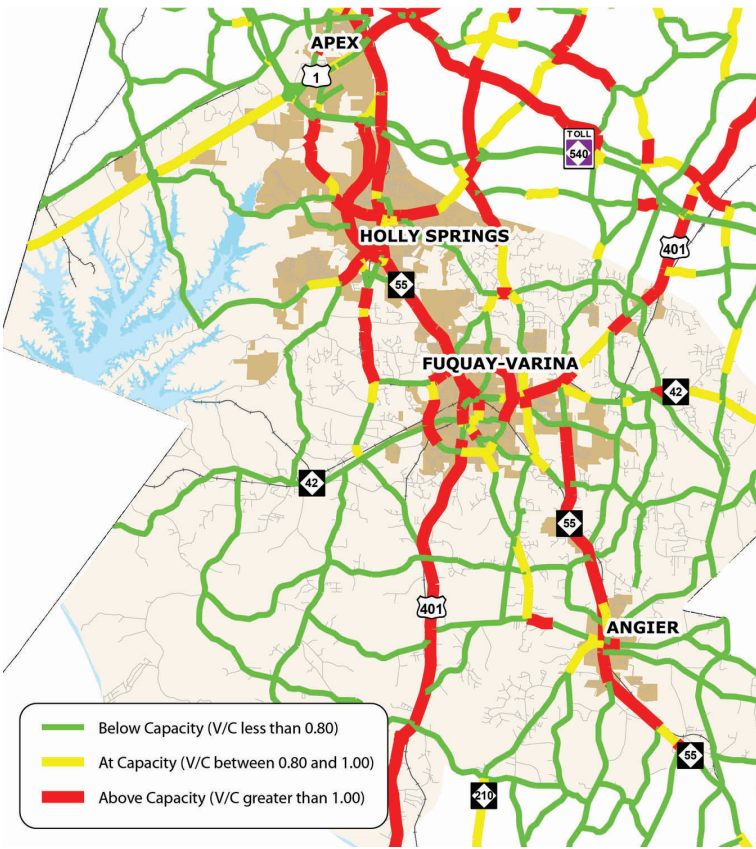 APEX
1
TOLL
540
HOLLY SPRINGS
401
55
FUQUAY-VARINA
42
42
55
401
ANGIER
55
210
Below Capacity (V/C less than 0.80)
At Capacity (V/C between 0.80 and 1.00)
Above Capacity (V/C greater than 1.00)